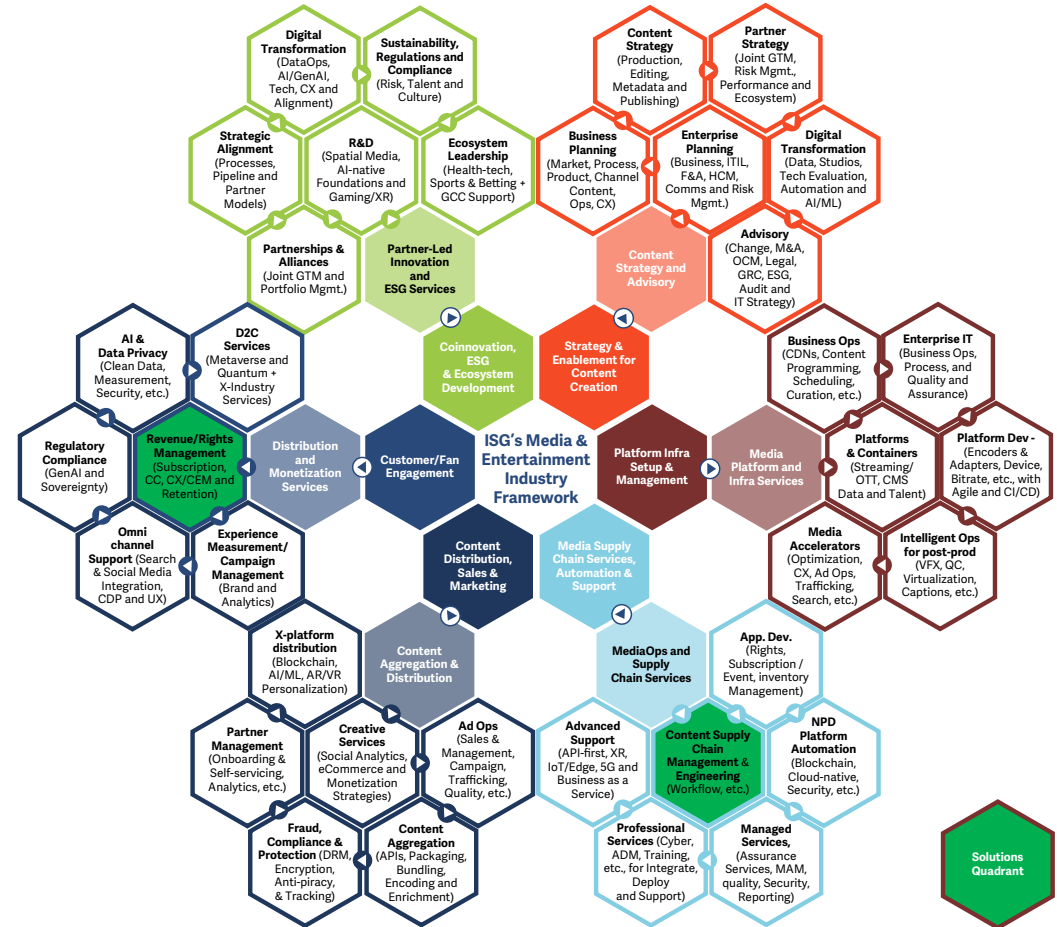 Digital
Transformation
(DataOps,
AI/GenAI,
Tech, CX and
Alignment)
Sustainability,
Regulations and
Compliance
(Risk, Talent and
Culture)
Content
Strategy
(Production,
Editing,
Metadata and
Publishing)
Partner
Strategy
(Joint GTM,
Risk Mgmt.,
Performance and
Ecosystem)
Strategic
Alignment
(Processes,
Pipeline and
Partner
Models)
R&D
(Spatial Media,
AI-native
Foundations and
Gaming/XR)
Ecosystem
Leadership
(Health-tech,
Sports & Betting +
GCC Support)
Business
Planning
(Market, Process,
Product, Channel
Content,
Ops, CX)
Enterprise
Planning
(Business, ITIL,
F&A, HCM,
Comms and Risk
Mgmt.)
Digital
Transformation
(Data, Studios,
Tech Evaluation,
Automation and
AI/ML)
Partnerships &
Alliances
(Joint GTM and
Portfolio Mgmt.)
Partner-Led
Innovation
and
ESG Services
Content
Strategy and
Advisory
Advisory
(Change, M&A,
OCM, Legal,
GRC, ESG,
Audit and
IT Strategy)
AI &
Data Privacy
(Clean Data,
Measurement,
Security, etc.)
D2C
Services
(Metaverse and
Quantum +
X-Industry
Services)
Coinnovation,
ESG
& Ecosystem
Development
Strategy &
Enablement for
Content
Creation
Business Ops
(CDNs, Content
Programming,
Scheduling,
Curation, etc.)
Enterprise IT
(Business Ops,
Process, and
Quality and
Assurance)
Regulatory
Compliance
(GenAI and
Sovereignty)
Revenue/Rights
Management
(Subscription,
CC, CX/CEM and
Retention)
Distribution
and
Monetization
Services
Customer/Fan
Engagement
ISG's Media &
Entertainment
Industry
Framework
Platform Infra
Setup &
Management
Media
Platform and
Infra Services
Platforms
& Containers
(Streaming/
OTT, CMS
Data and Talent)
Platform Dev -
(Encoders &
Adapters, Device,
Bitrate, etc., with
Agile and CI/CD)
Omni
channel
Support (Search
& Social Media
Integration,
CDP and UX)
Experience
Measurement/
Campaign
Management
(Brand and
Analytics)
Content
Distribution,
Sales &
Marketing
Media Supply
Chain Services,
Automation &
Support
Media
Accelerators
(Optimization,
CX, Ad Ops,
Trafficking,
Search, etc.)
Intelligent Ops
for post-prod
(VFX, QC,
Virtualization,
Captions, etc.)
X-platform
distribution
(Blockchain,
AI/ML, AR/VR
Personalization)
Content
Aggregation &
Distribution
MediaOps and
Supply
Chain Services
App. Dev.
(Rights,
Subscription /
Event, inventory
Management)
Partner
Management
(Onboarding &
Self-servicing,
Analytics, etc.)
Creative
Services
(Social Analytics,
eCommerce and
Monetization
Strategies)
Ad Ops
(Sales &
Management,
Campaign,
Trafficking,
Quality, etc.)
Advanced
Support
(API-first, XR,
IoT/Edge, 5G and
Business as a
Service)
Content Supply
Chain
Management &
Engineering
(Workflow, etc.)
NPD
Platform
Automation
(Blockchain,
Cloud-native,
Security, etc.)
Fraud,
Compliance &
Protection (DRM,
Encryption,
Anti-piracy,
& Tracking)
Content
Aggregation
(APIs, Packaging,
Bundling,
Encoding and
Enrichment)
Professional
Services (Cyber,
ADM, Training,
etc., for Integrate,
Deploy
and Support)
Managed
Services,
(Assurance
Services, MAM,
quality, Security,
Reporting)
Solutions
Quadrant